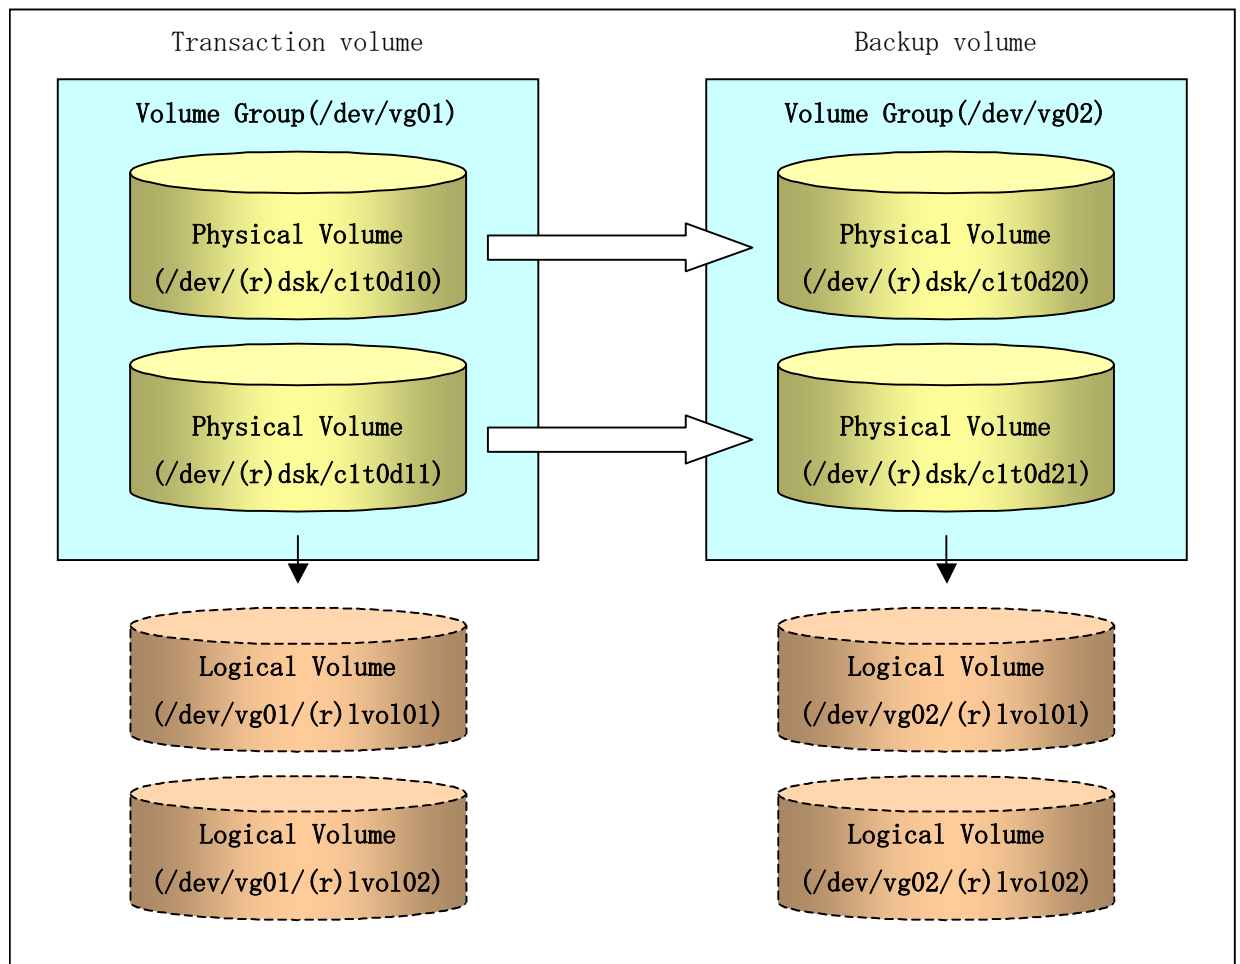 Transaction volume
Backup volume
Volume Group(/dev/vg01)
Volume Group(/dev/vg02)
Physical Volume
(/dev/(r)dsk/c1t0d10)
Physical Volume
(/dev/(r)dsk/c1t0d20)
Physical Volume
(/dev/(r)dsk/c1t0d11)
Physical Volume
(/dev/(r)dsk/c1t0d21)
Logical Volume
(/dev/vg01/(r)lvol01)
Logical Volume
(/dev/vg02/(r)lvol01)
Logical Volume
(/dev/vg01/(r)lvol02)
Logical Volume
(/dev/vg02/(r)lvol02)